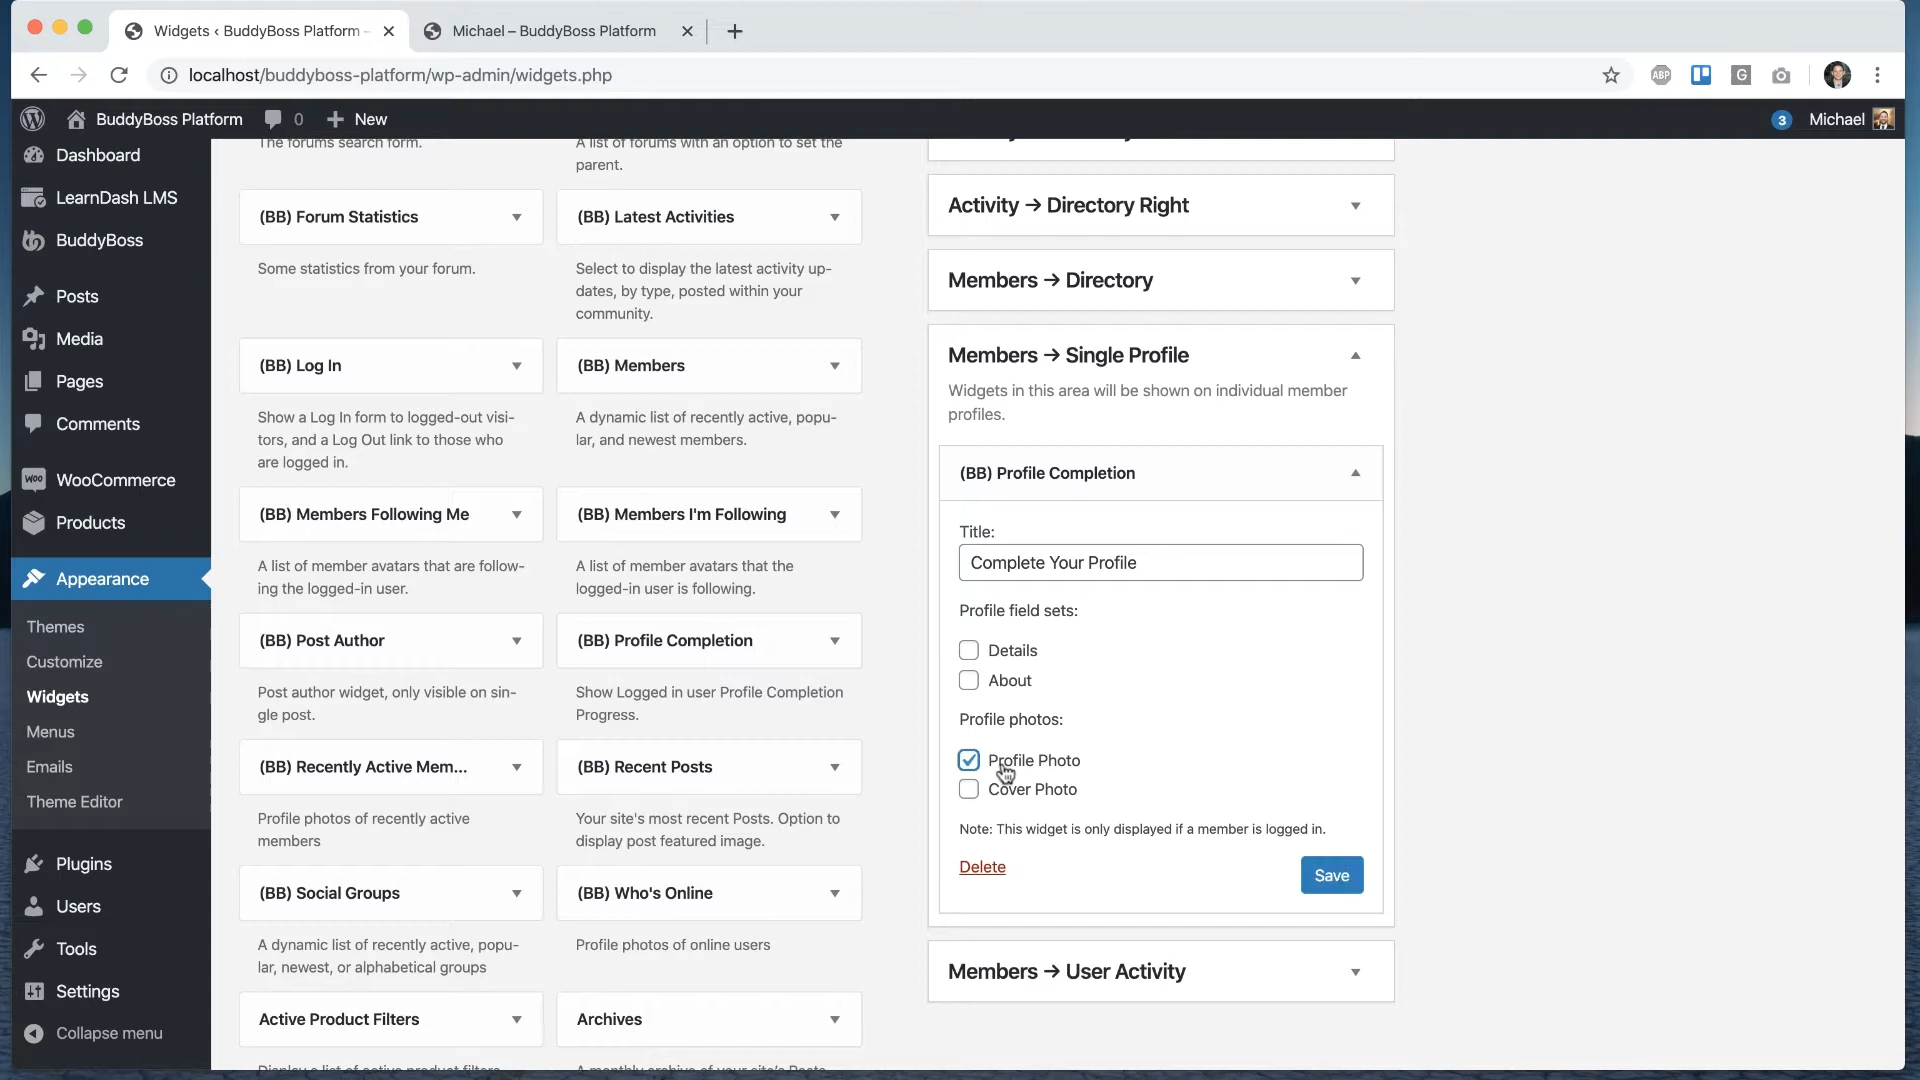 Widgets ‹ BuddyBoss Platform –
Michael – BuddyBoss Platform
localhost/buddyboss-platform/wp-admin/widgets.php
ABP
G
BuddyBoss Platform
0
New
3
Michael
Dashboard
LearnDash LMS
BuddyBoss
Posts
Media
Pages
Comments
WOO
WooCommerce
Products
Appearance
Themes
Customize
Widgets
Menus
Emails
Theme Editor
Plugins
Users
Tools
Settings
Collapse menu
The forums search form.
A list of forums with an option to set the
parent.
(BB) Forum Statistics
(BB) Latest Activities
Some statistics from your forum.
Select to display the latest activity up-
dates, by type, posted within your
community.
(BB) Log In
(BB) Members
Show a Log In form to logged-out visi-
tors, and a Log Out link to those who
are logged in.
A dynamic list of recently active, popu-
lar, and newest members.
(BB) Members Following Me
(BB) Members I'm Following
A list of member avatars that are follow-
ing the logged-in user.
A list of member avatars that the
logged-in user is following.
(BB) Post Author
(BB) Profile Completion
Post author widget, only visible on sin-
gle post.
Show Logged in user Profile Completion
Progress.
(BB) Recently Active Mem...
(BB) Recent Posts
Profile photos of recently active
members
Your site's most recent Posts. Option to
display post featured image.
(BB) Social Groups
(BB) Who's Online
A dynamic list of recently active, popu-
lar, newest, or alphabetical groups
Profile photos of online users
Active Product Filters
Archives
Display a list of active product filters
A monthly archive of your site's Posts
Activity → Directory Right
Members → Directory
Members → Single Profile
Widgets in this area will be shown on individual member
profiles.
(BB) Profile Completion
Title:
Complete Your Profile
Profile field sets:
Details
About
Profile photos:
Profile Photo
Cover Photo
Note: This widget is only displayed if a member is logged in.
Delete
Save
Members → User Activity